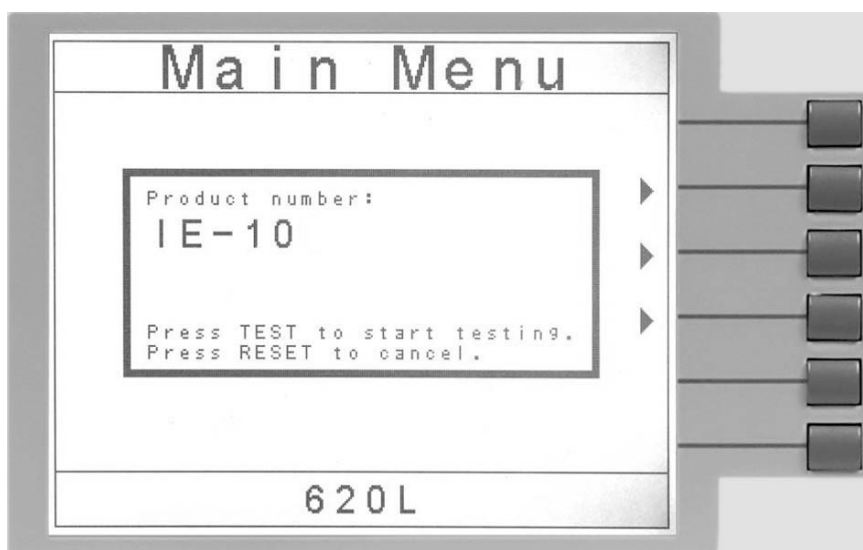 Main Menu
Product number:
IE-10
Press TEST to start testing.
Press RESET to cancel.
620L